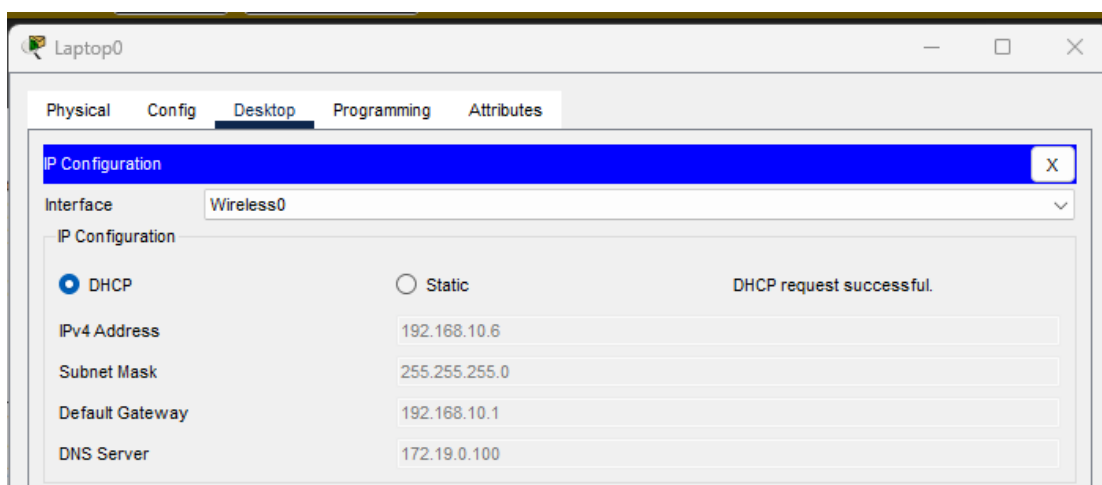 Laptop0
Physical Config Desktop Programming Attributes
IP Configuration X
Interface Wireless0
IP Configuration
DHCP Static DHCP request successful.
IPv4 Address 192.168.10.6
Subnet Mask 255.255.255.0
Default Gateway 192.168.10.1
DNS Server 172.19.0.100